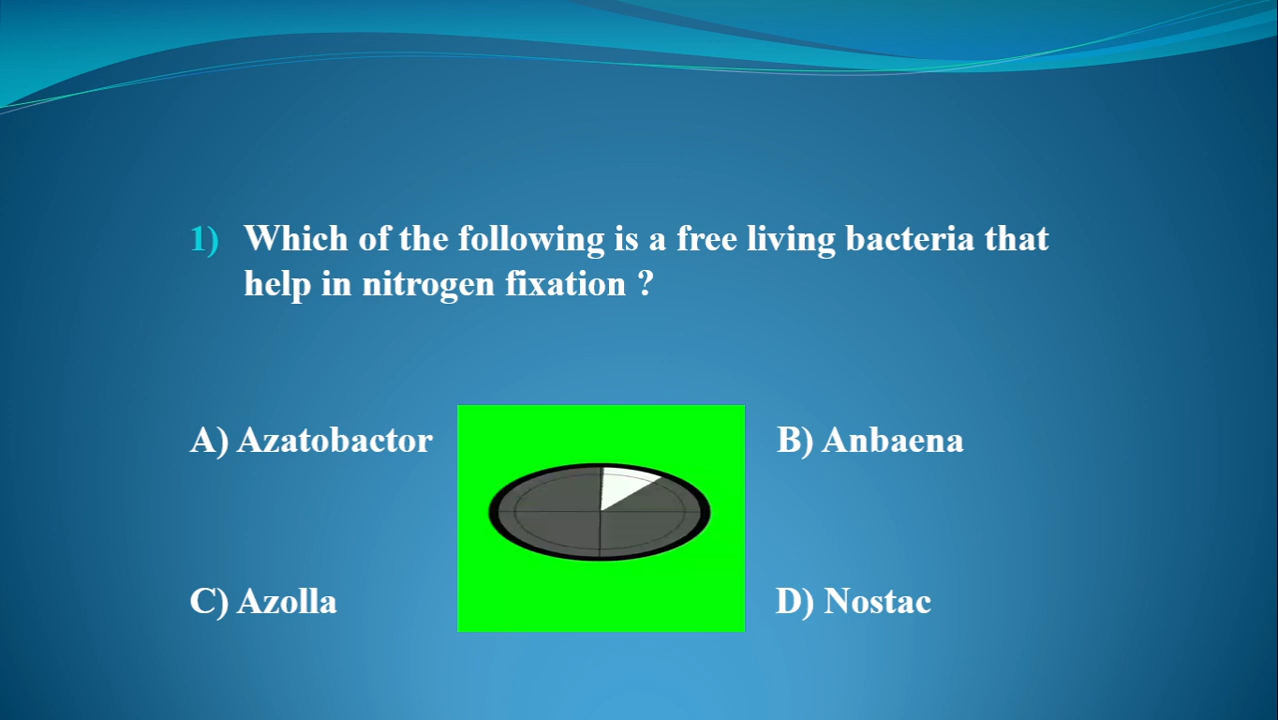 1) Which of the following is a free living bacteria that
help in nitrogen fixation ?
A) Azatobactor
B) Anbaena
C) Azolla
D) Nostac